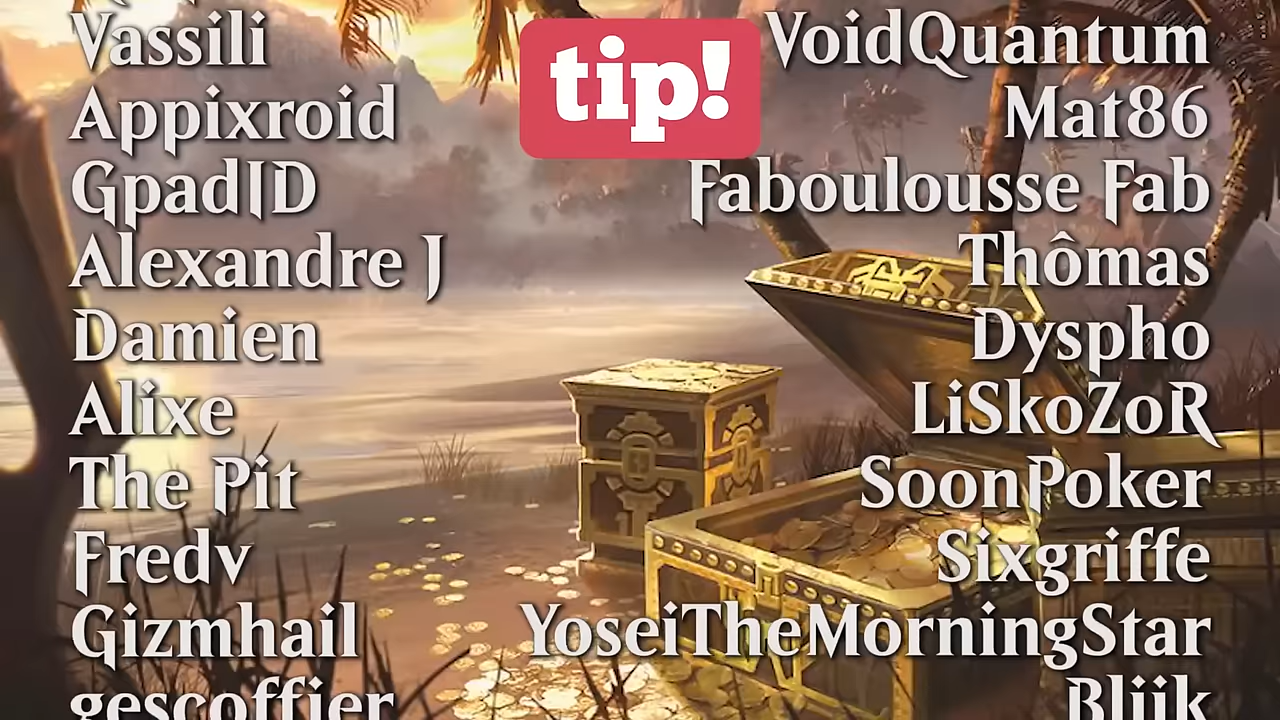 tip!
Vassili
Appixroid
GpadID
Alexandre J
Damien
Alixe
The Pit
Fredv
Gizmhail
gescoffier
VoidQuantum
Mat86
Faboulousse Fab
Thômas
Dyspho
LiSkoZoR
SoonPoker
Sixgriffe
YoseiTheMorningStar